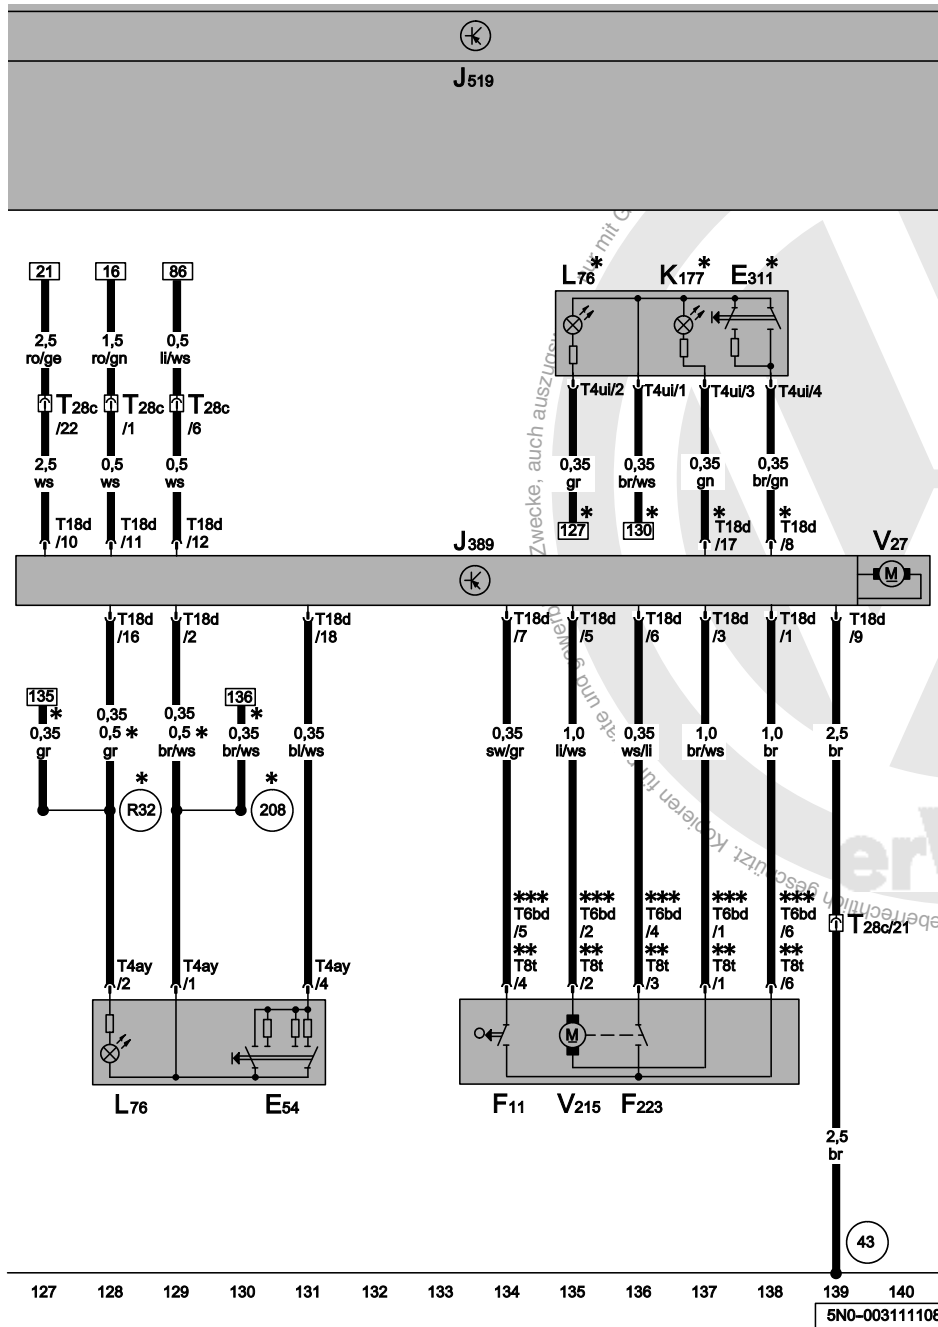 J519
21 16 86
L76* K177* E311*
2,5 1,5 0,5
ro/ge ro/gn li/ws
T28c T28c T28c
/22 /1 /6
T4ui/2 T4ui/1 T4ui/3 T4ui/4
2,5 0,5 0,5
ws ws ws
0,35 0,35 0,35 0,35
gr br/ws gn br/gn
* * * *
127 130
T18d T18d T18d T18d T18d
/10 /11 /12 /17 /8
J389 V27
M
T18d T18d T18d T18d T18d T18d T18d T18d T18d
/16 /2 /18 /7 /5 /6 /3 /1 /9
135 136
* *
0,35 0,35
0,35 0,5* 0,5* 0,35 0,35 0,35 1,0 0,35 1,0 1,0 2,5
gr gr br/ws br/ws bl/ws sw/gr li/ws ws/li br/ws br br
* *
R32 208
*** *** *** *** ***
T6bd T6bd T6bd T6bd T6bd
/5 /2 /4 /1 /6
T28c/21
** ** ** ** **
T4ay T4ay T4ay T8t T8t T8t T8t T8t
/2 /1 /4 /4 /2 /3 /1 /6
M
L76 E54 F11 V215 F223
2,5
br
43
127 128 129 130 131 132 133 134 135 136 137 138 139 140
5N0-003111108